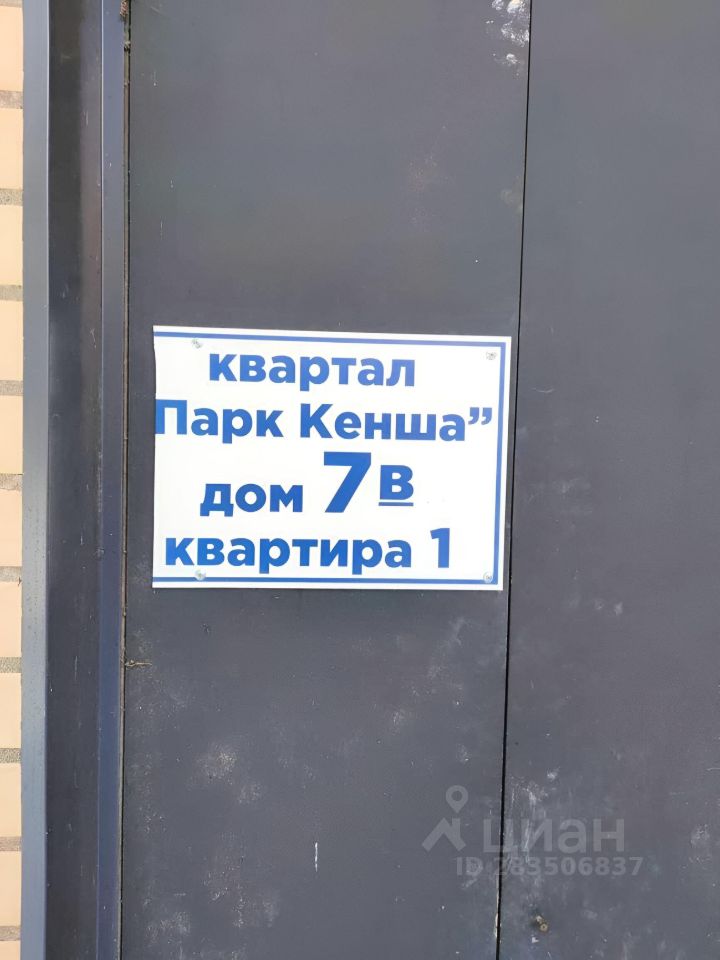 квартал
Парк Кенша”
дом 7в
квартира 1
циан
ID 283506837